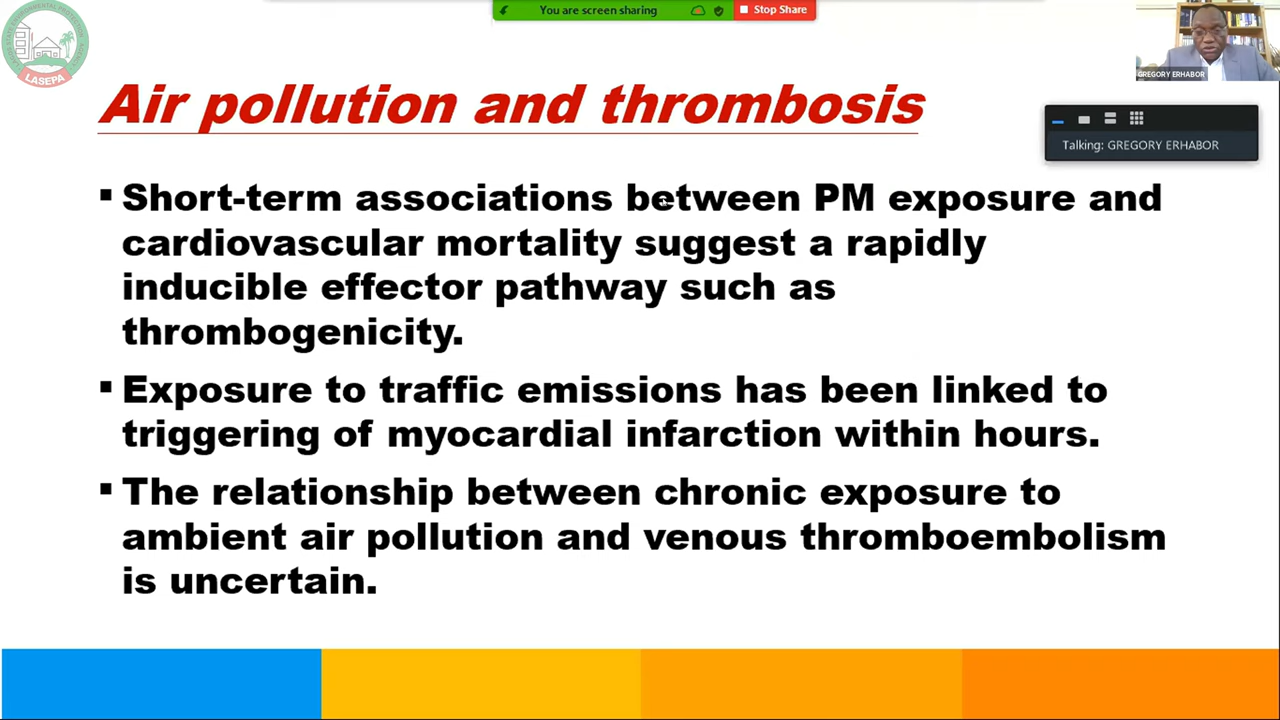 You are screen sharing
Stop Share
LASEPA
GREGORY ERHABOR
Talking: GREGORY ERHABOR
Air pollution and thrombosis
▪ Short-term associations between PM exposure and
cardiovascular mortality suggest a rapidly
inducible effector pathway such as
thrombogenicity.
▪ Exposure to traffic emissions has been linked to
triggering of myocardial infarction within hours.
▪ The relationship between chronic exposure to
ambient air pollution and venous thromboembolism
is uncertain.